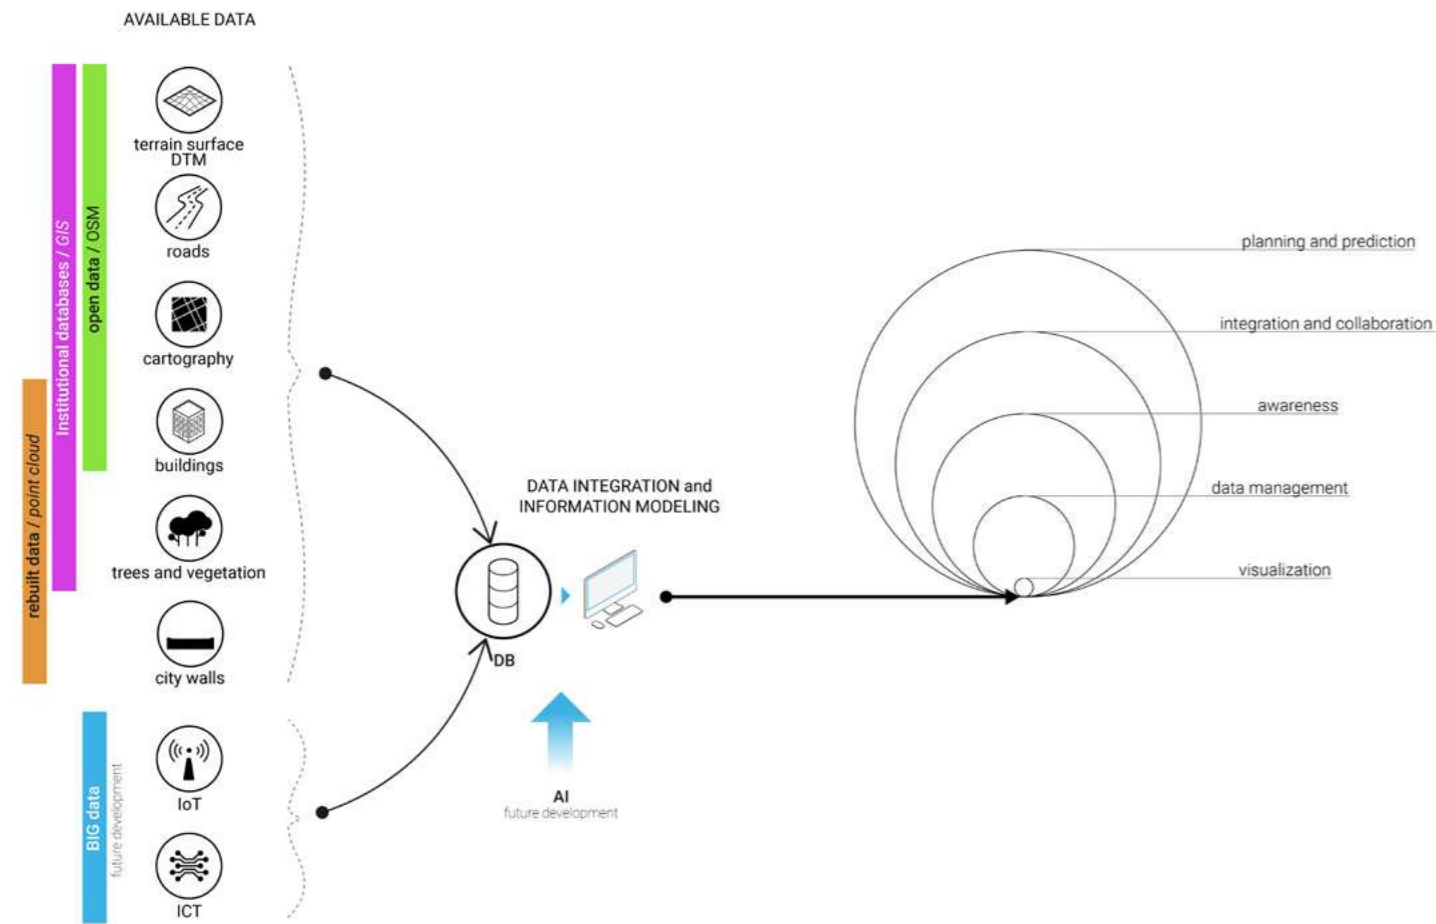 AVAILABLE DATA
Institutional databases / GIS
open data / OSM
rebuilt data / point cloud
terrain surface
DTM
roads
cartography
buildings
trees and vegetation
city walls
BIG data
future development
IoT
ICT
DATA INTEGRATION and
INFORMATION MODELING
DB
AI
future development
planning and prediction
integration and collaboration
awareness
data management
visualization